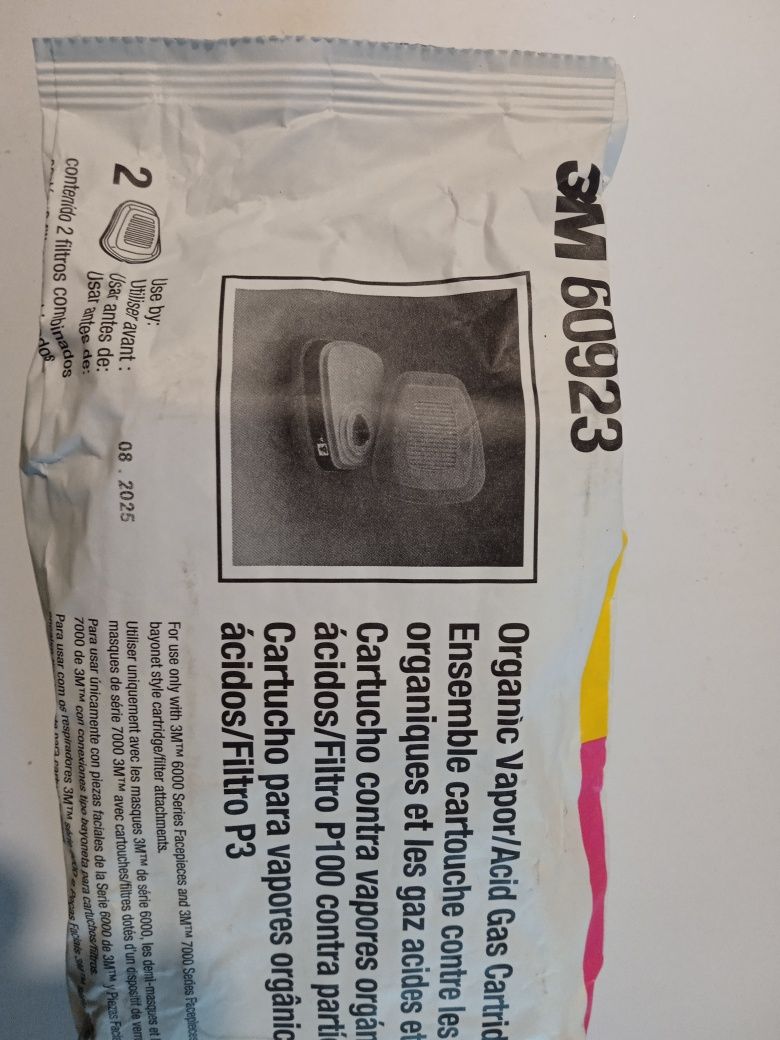 3M 60923
Organic Vapor/Acid Gas Cartrid
Ensemble cartouche contre les
organiques et les gaz acides et
Cartucho contra vapores orgán
ácidos/Filtro P100 contra partí
Cartucho para vapores orgânic
ácidos/Filtro P3
2
Use by:
Utiliser avant :
Usar antes de:
Usar antes de:
08 . 2025
contenido 2 filtros combinados
For use only with 3M™ 6000 Series Facepieces and 3M™ 7000 Series Facepieces
bayonet style cartridge/filter attachments.
Utiliser uniquement avec les masques 3M™ de série 6000, les demi-masques et
masques de série 7000 3M™ avec cartouches/filtres dotés d'un dispositif de
Para usar únicamente con piezas faciales de la Serie 6000 de 3M™ y Piezas
7000 de 3M™ con conexiones tipo bayoneta para cartuchos/filtros.
Para usar com os respiradores 3M™ série